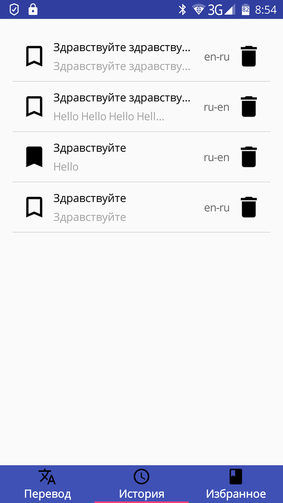 3G 8:54
Здравствуйте здравству...
en-ru
Здравствуйте здравству...
Здравствуйте здравству...
ru-en
Hello Hello Hello Hell...
Здравствуйте
ru-en
Hello
Здравствуйте
en-ru
Здравствуйте
Перевод История Избранное